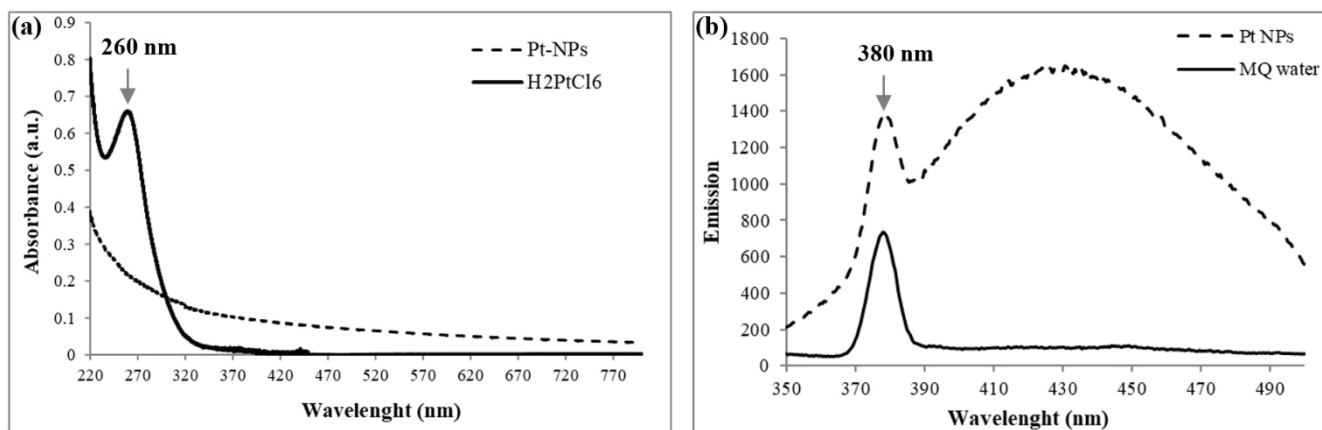 (a)
260 nm
Pt-NPs
H2PtCl6
Absorbance (a.u.)
0.9
0.8
0.7
0.6
0.5
0.4
0.3
0.2
0.1
0
220 270 320 370 420 470 520 570 620 670 720 770
Wavelenght (nm)
(b)
380 nm
Pt NPs
MQ water
Emission
1800
1600
1400
1200
1000
800
600
400
200
0
350 370 390 410 430 450 470 490
Wavelenght (nm)